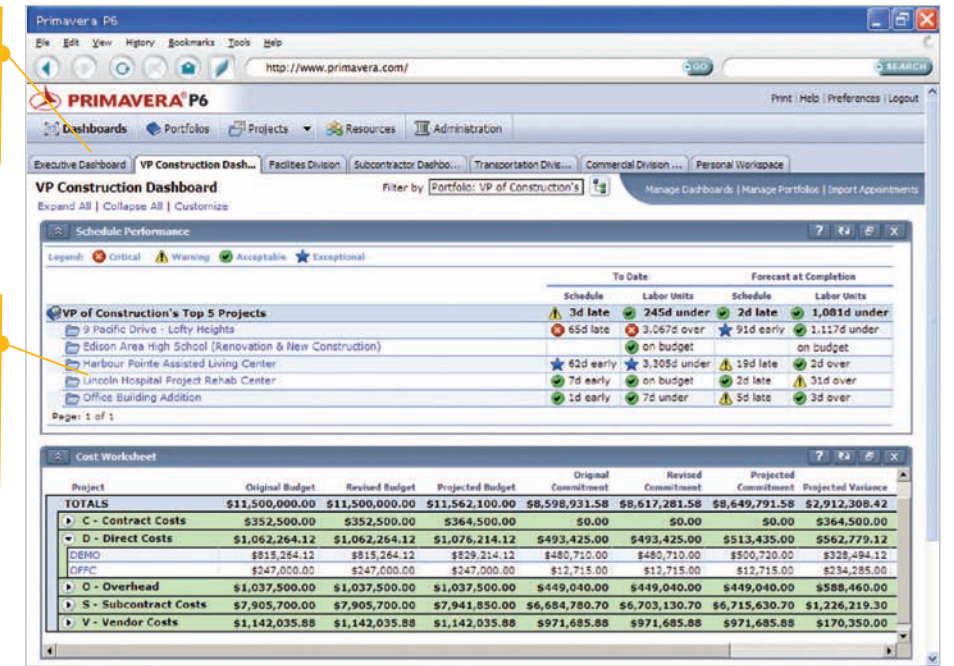 Primavera P6
File Edit View History Bookmarks Tools Help
http://www.primavera.com/ GO SEARCH
PRIMAVERA® P6 Print | Help | Preferences | Logout
Dashboards Portfolios Projects Resources Administration
Executive Dashboard VP Construction Dash... Facilities Division Subcontractor Dashbo... Transportation Divis... Commercial Division ... Personal Workspace
VP Construction Dashboard Filter by Portfolio: VP of Construction's Manage Dashboards | Manage Portfolios | Import Appointments
Expand All | Collapse All | Customize
Schedule Performance ? X
Legend: Critical Warning Acceptable Exceptional
To Date Forecast at Completion
Schedule Labor Units Schedule Labor Units
VP of Construction's Top 5 Projects 3d late 245d under 2d late 1,081d under
9 Pacific Drive - Lofty Heights 65d late 3,067d over 91d early 1,117d under
Edison Area High School (Renovation & New Construction) on budget on budget
Harbour Pointe Assisted Living Center 62d early 3,305d under 19d late 2d over
Lincoln Hospital Project Rehab Center 7d early on budget 2d late 31d over
Office Building Addition 1d early 7d under 5d late 3d over
Page: 1 of 1
Cost Worksheet ? X
Project Original Budget Revised Budget Projected Budget Original Commitment Revised Commitment Projected Commitment Projected Variance
TOTALS $11,500,000.00 $11,500,000.00 $11,562,100.00 $8,598,931.58 $8,617,281.58 $8,649,791.58 $2,912,308.42
C - Contract Costs $352,500.00 $352,500.00 $364,500.00 $0.00 $0.00 $0.00 $364,500.00
D - Direct Costs $1,062,264.12 $1,062,264.12 $1,076,214.12 $493,425.00 $493,425.00 $513,435.00 $562,779.12
DEMO $815,264.12 $815,264.12 $829,214.12 $480,710.00 $480,710.00 $500,720.00 $328,494.12
OFFC $247,000.00 $247,000.00 $247,000.00 $12,715.00 $12,715.00 $12,715.00 $234,285.00
O - Overhead $1,037,500.00 $1,037,500.00 $1,037,500.00 $449,040.00 $449,040.00 $449,040.00 $588,460.00
S - Subcontract Costs $7,905,700.00 $7,905,700.00 $7,941,850.00 $6,684,780.70 $6,703,130.70 $6,715,630.70 $1,226,219.30
V - Vendor Costs $1,142,035.88 $1,142,035.88 $1,142,035.88 $971,685.88 $971,685.88 $971,685.88 $170,350.00